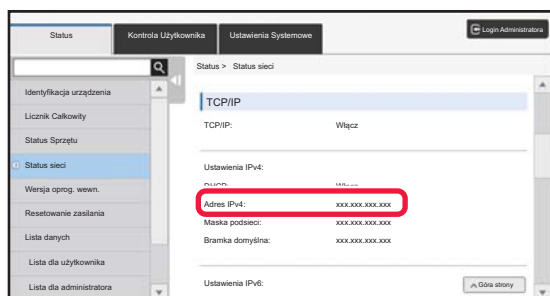 Status
Kontrola Użytkownika
Ustawienia Systemowe
Login Administratora
Status > Status sieci
Identyfikacja urządzenia
Licznik Całkowity
Status Sprzętu
Status sieci
Wersja oprog. wewn.
Resetowanie zasilania
Lista danych
Lista dla użytkownika
Lista dla administratora
TCP/IP
TCP/IP: Włącz
Ustawienia IPv4:
DHCP: Włącz
Adres IPv4: xxx.xxx.xxx.xxx
Maska podsieci: xxx.xxx.xxx.xxx
Bramka domyślna: xxx.xxx.xxx.xxx
Ustawienia IPv6:
Góra strony